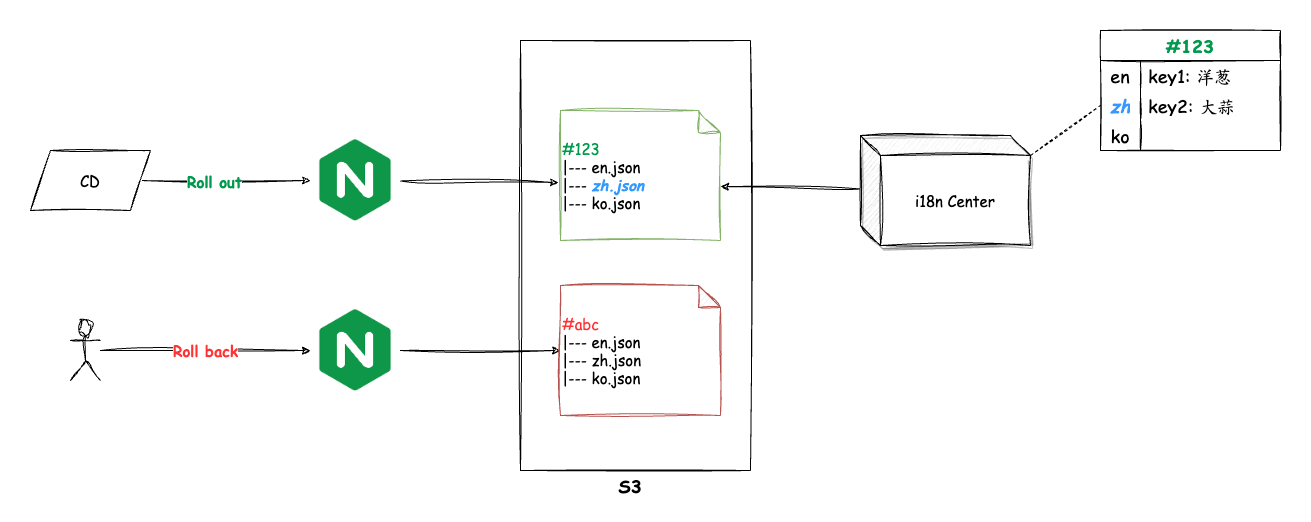 #123
en key1: 洋葱
zh key2: 大蒜
ko
#123
|--- en.json
|--- zh.json
|--- ko.json
CD
Roll out
N
i18n Center
#abc
|--- en.json
|--- zh.json
|--- ko.json
Roll back
N
S3